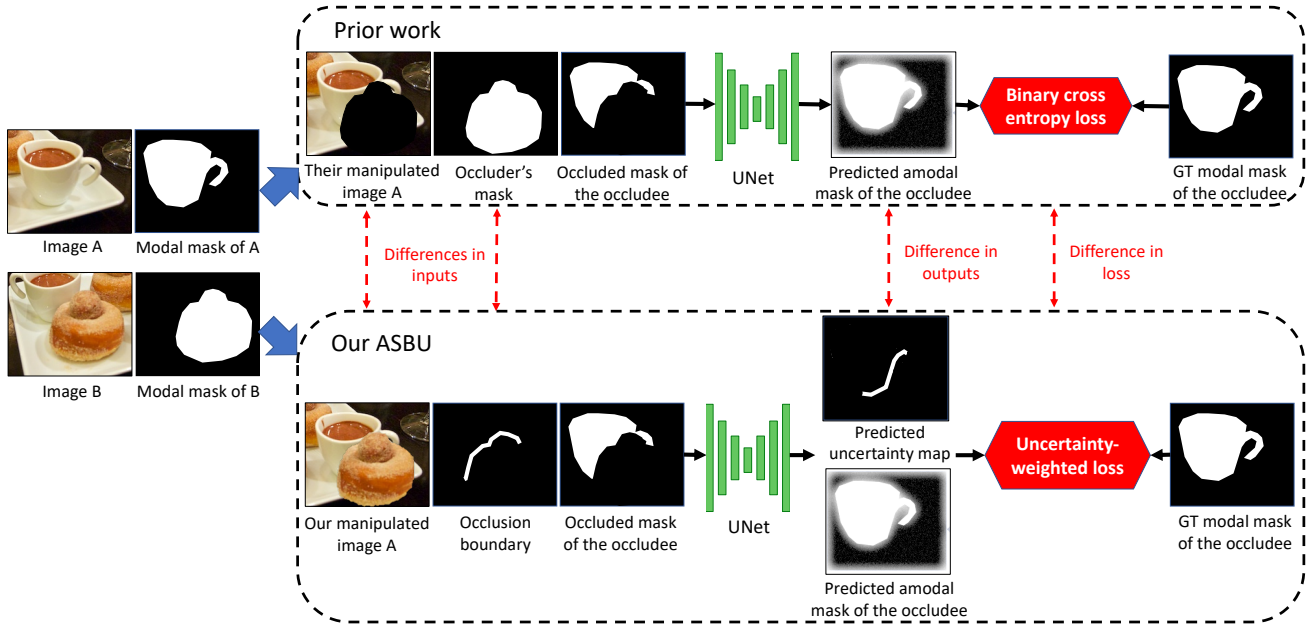 Prior work
Their manipulated
image A
Occluder's
mask
Occluded mask of
the occludee
UNet
Predicted amodal
mask of the occludee
Binary cross
entropy loss
GT modal mask
of the occludee
Image A
Modal mask of A
Image B
Modal mask of B
Differences in
inputs
Difference in
outputs
Difference in
loss
Our ASBU
Our manipulated
image A
Occlusion
boundary
Occluded mask
of the occludee
UNet
Predicted
uncertainty map
Predicted amodal
mask of the occludee
Uncertainty-
weighted loss
GT modal mask
of the occludee